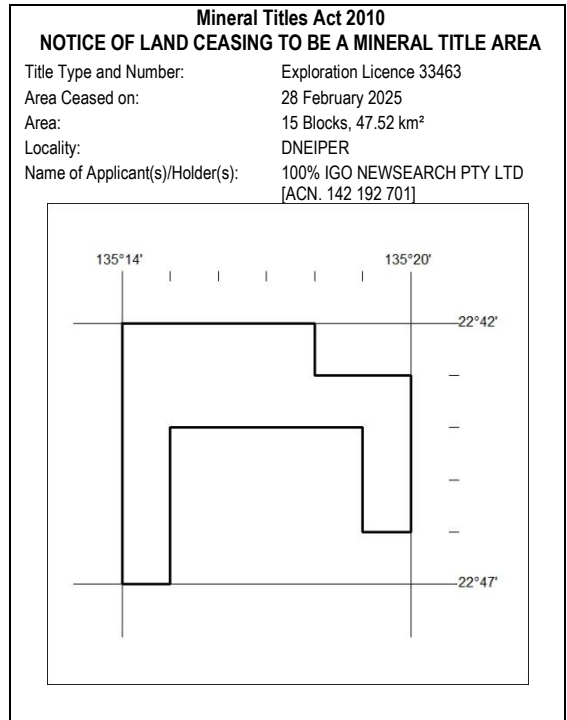 Mineral Titles Act 2010
NOTICE OF LAND CEASING TO BE A MINERAL TITLE AREA
Title Type and Number: Exploration Licence 33463
Area Ceased on: 28 February 2025
Area: 15 Blocks, 47.52 km²
Locality: DNEIPER
Name of Applicant(s)/Holder(s): 100% IGO NEWSEARCH PTY LTD
[ACN. 142 192 701]
135°14' 135°20'
22°42'
22°47'